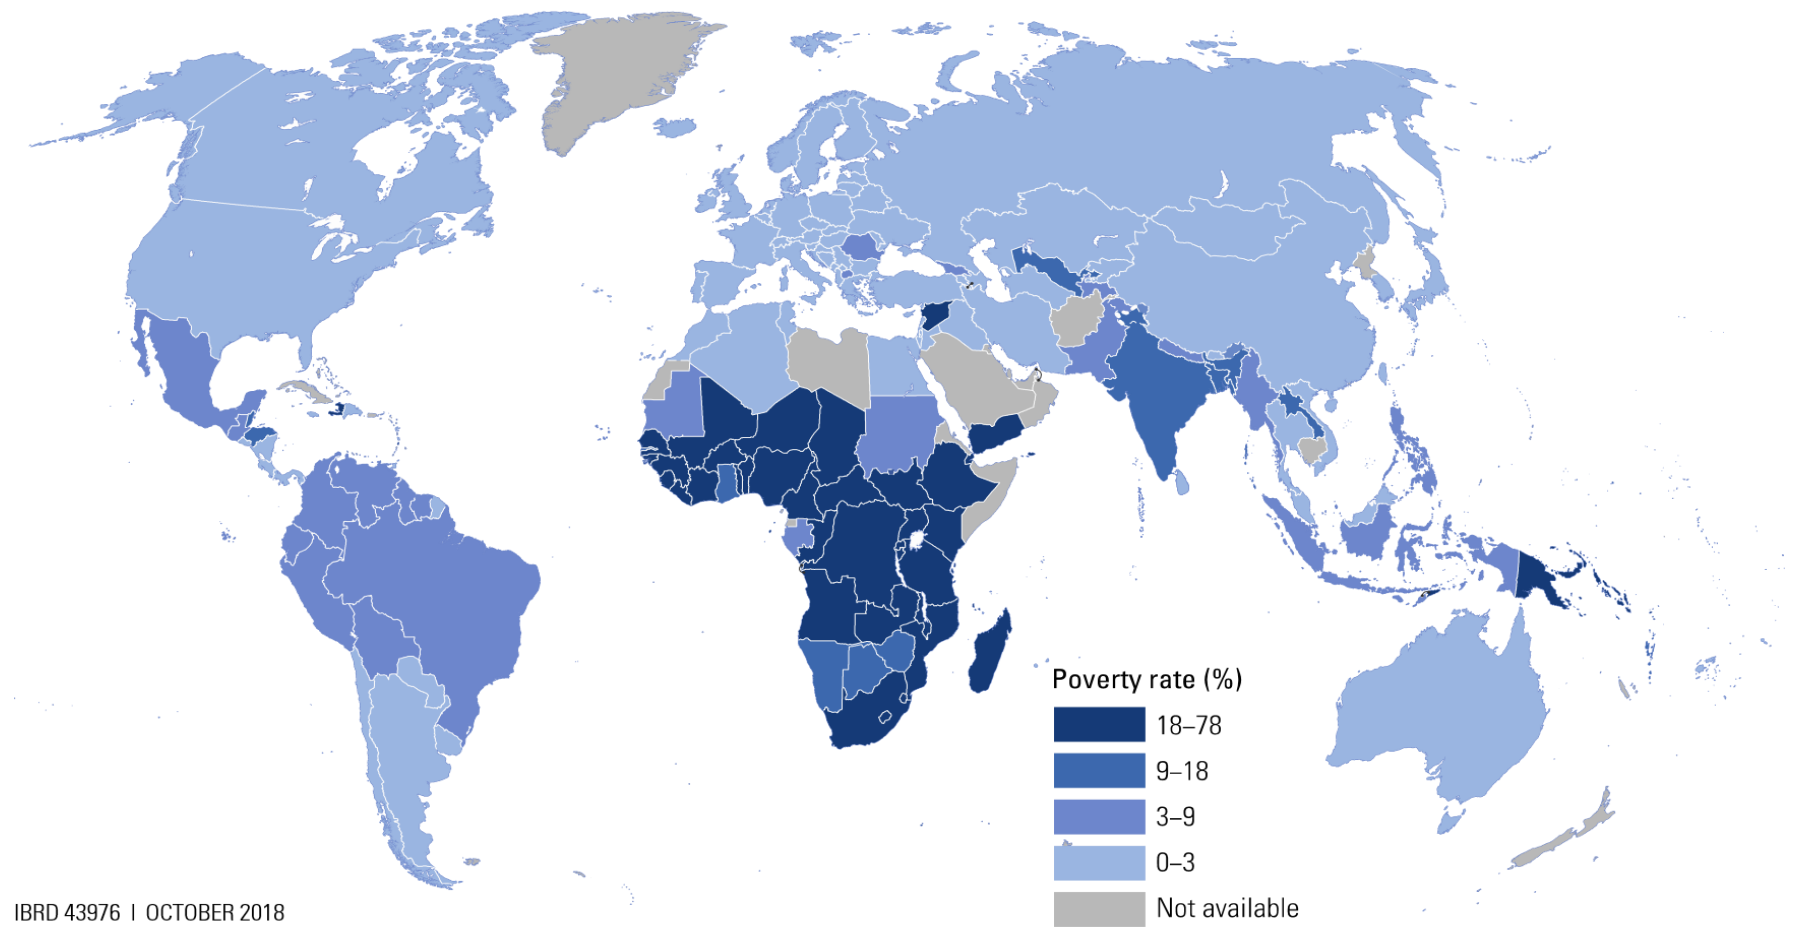 Poverty rate (%)
18–78
9–18
3–9
0–3
Not available
IBRD 43976 | OCTOBER 2018